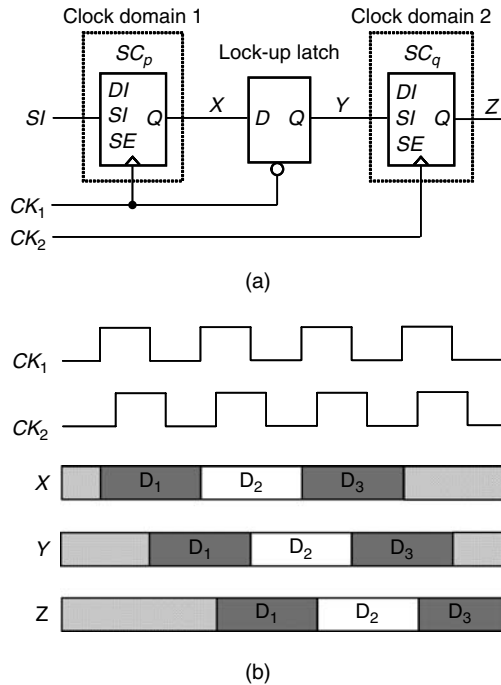 Clock domain 1
Clock domain 2
SCp
Lock-up latch
SCq
DI
SI
SE
Q
SI
X
D
Q
Y
DI
SI
SE
Q
Z
CK1
CK2
(a)
CK1
CK2
X
D1
D2
D3
Y
D1
D2
D3
Z
D1
D2
D3
(b)